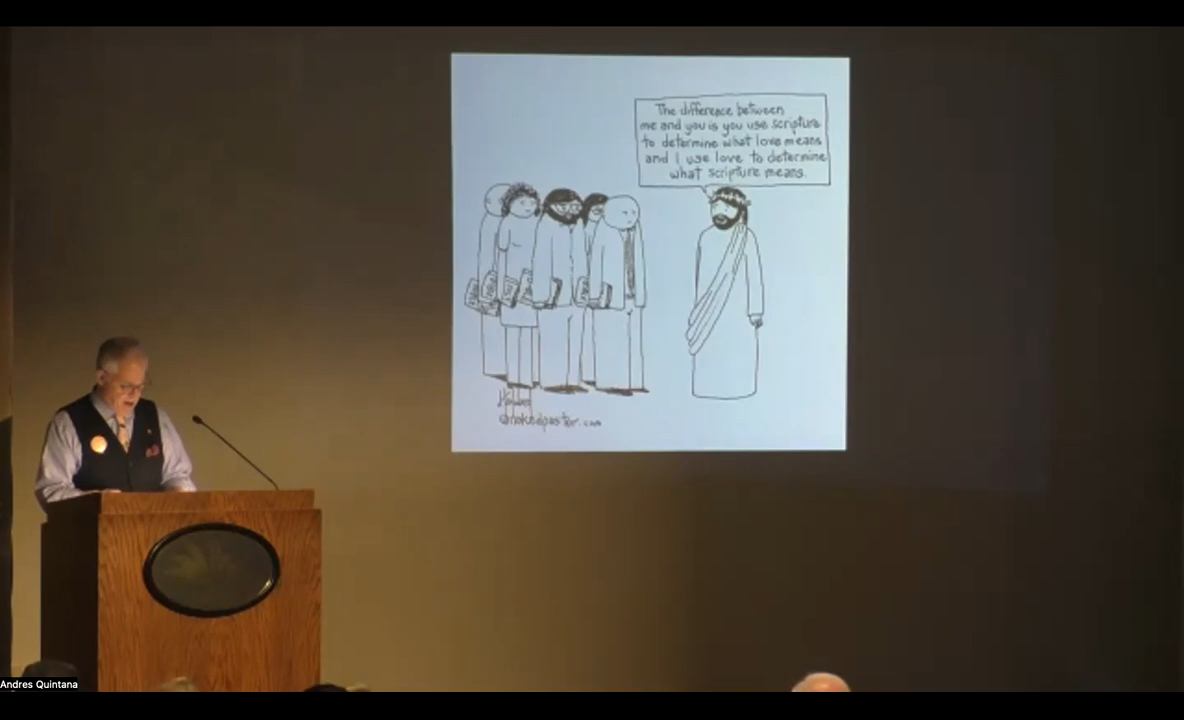 The difference between
me and you is you use scripture
to determine what love means
and I use love to determine
what scripture means.
@nakedpastor.com
Andres Quintana